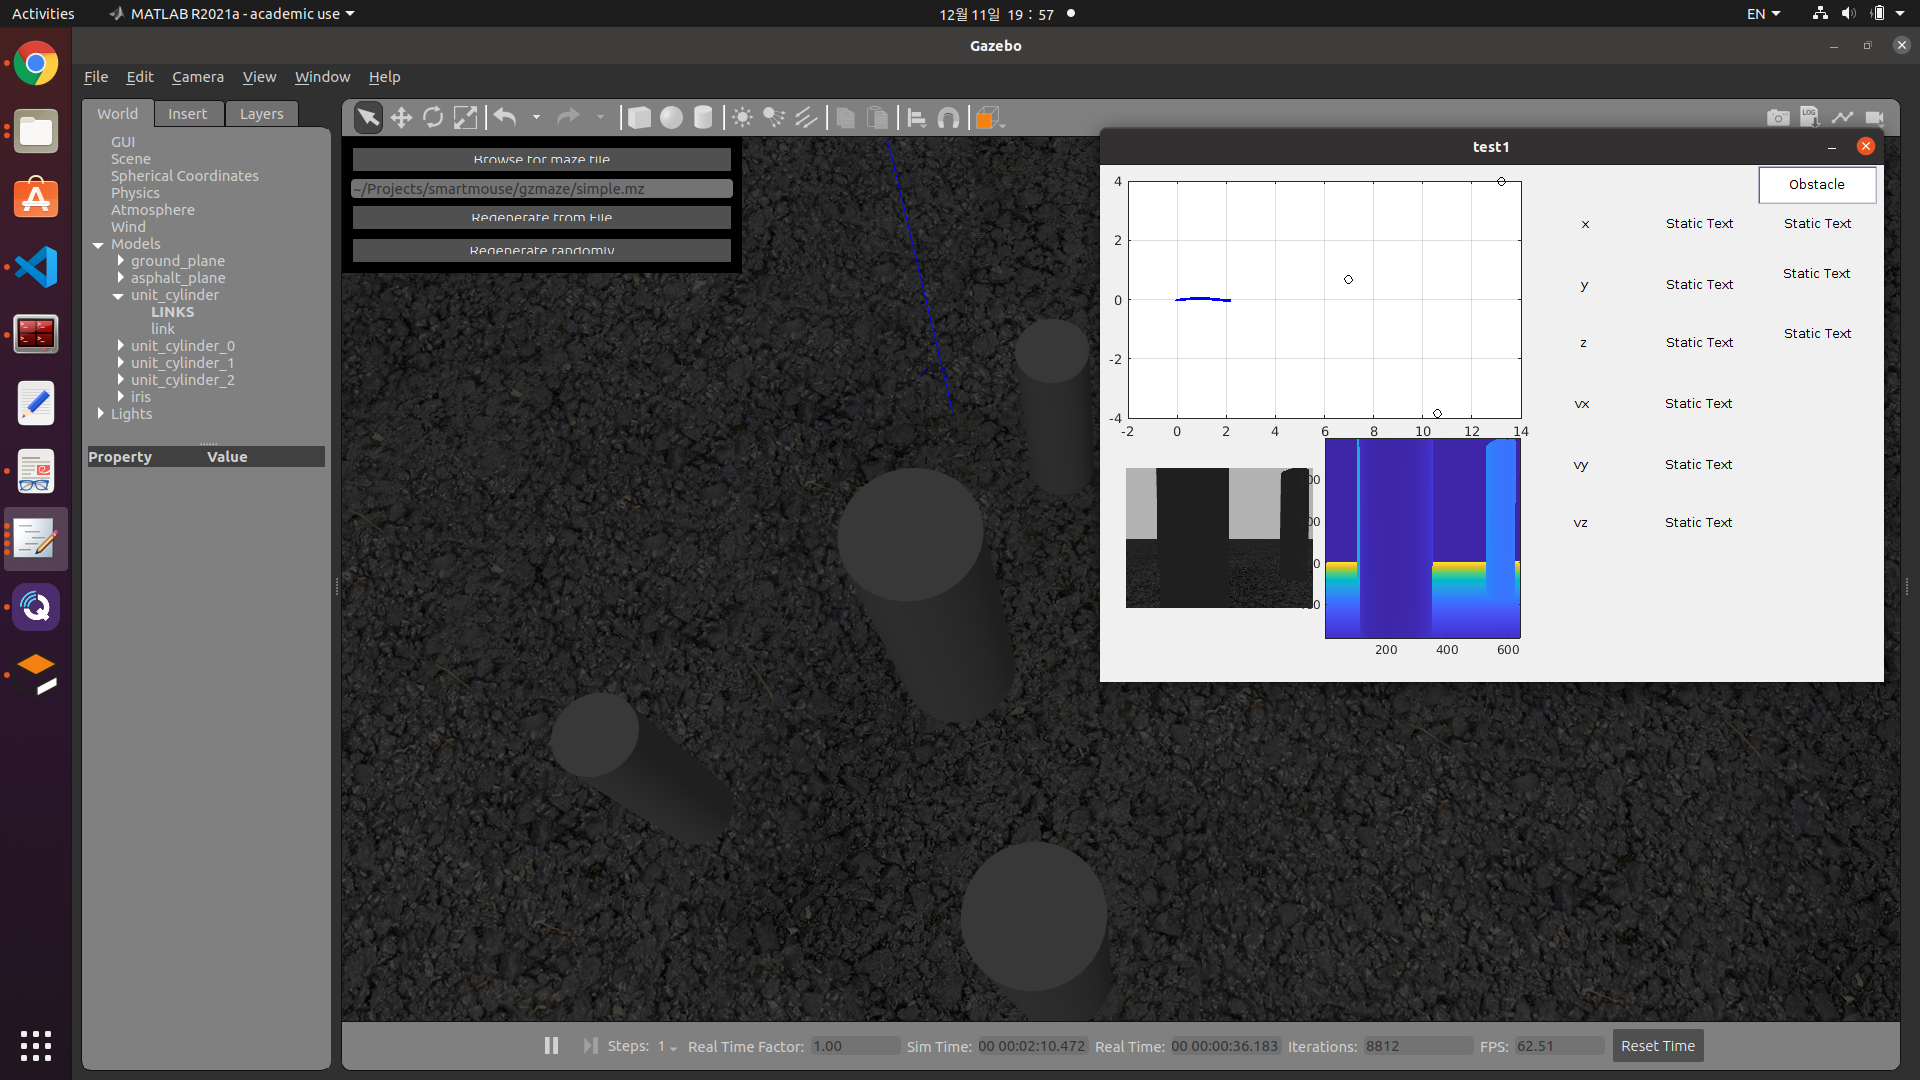 Activities MATLAB R2021a - academic use 12월 11일 19 : 57 EN
Gazebo
File Edit Camera View Window Help
World Insert Layers
GUI
Scene
Spherical Coordinates
Physics
Atmosphere
Wind
Models
ground_plane
asphalt_plane
unit_cylinder
LINKS
link
unit_cylinder_0
unit_cylinder_1
unit_cylinder_2
iris
Lights
Property Value
LOG
Browse for maze file
~/Projects/smartmouse/gzmaze/simple.mz
Regenerate from File
Regenerate randomly
test1
Obstacle
x Static Text Static Text
y Static Text Static Text
z Static Text Static Text
vx Static Text
vy Static Text
vz Static Text
4
2
0
-2
-4
-2 0 2 4 6 8 10 12 14
200 400 600
Steps: 1 Real Time Factor: 1.00 Sim Time: 00 00:02:10.472 Real Time: 00 00:00:36.183 Iterations: 8812 FPS: 62.51 Reset Time